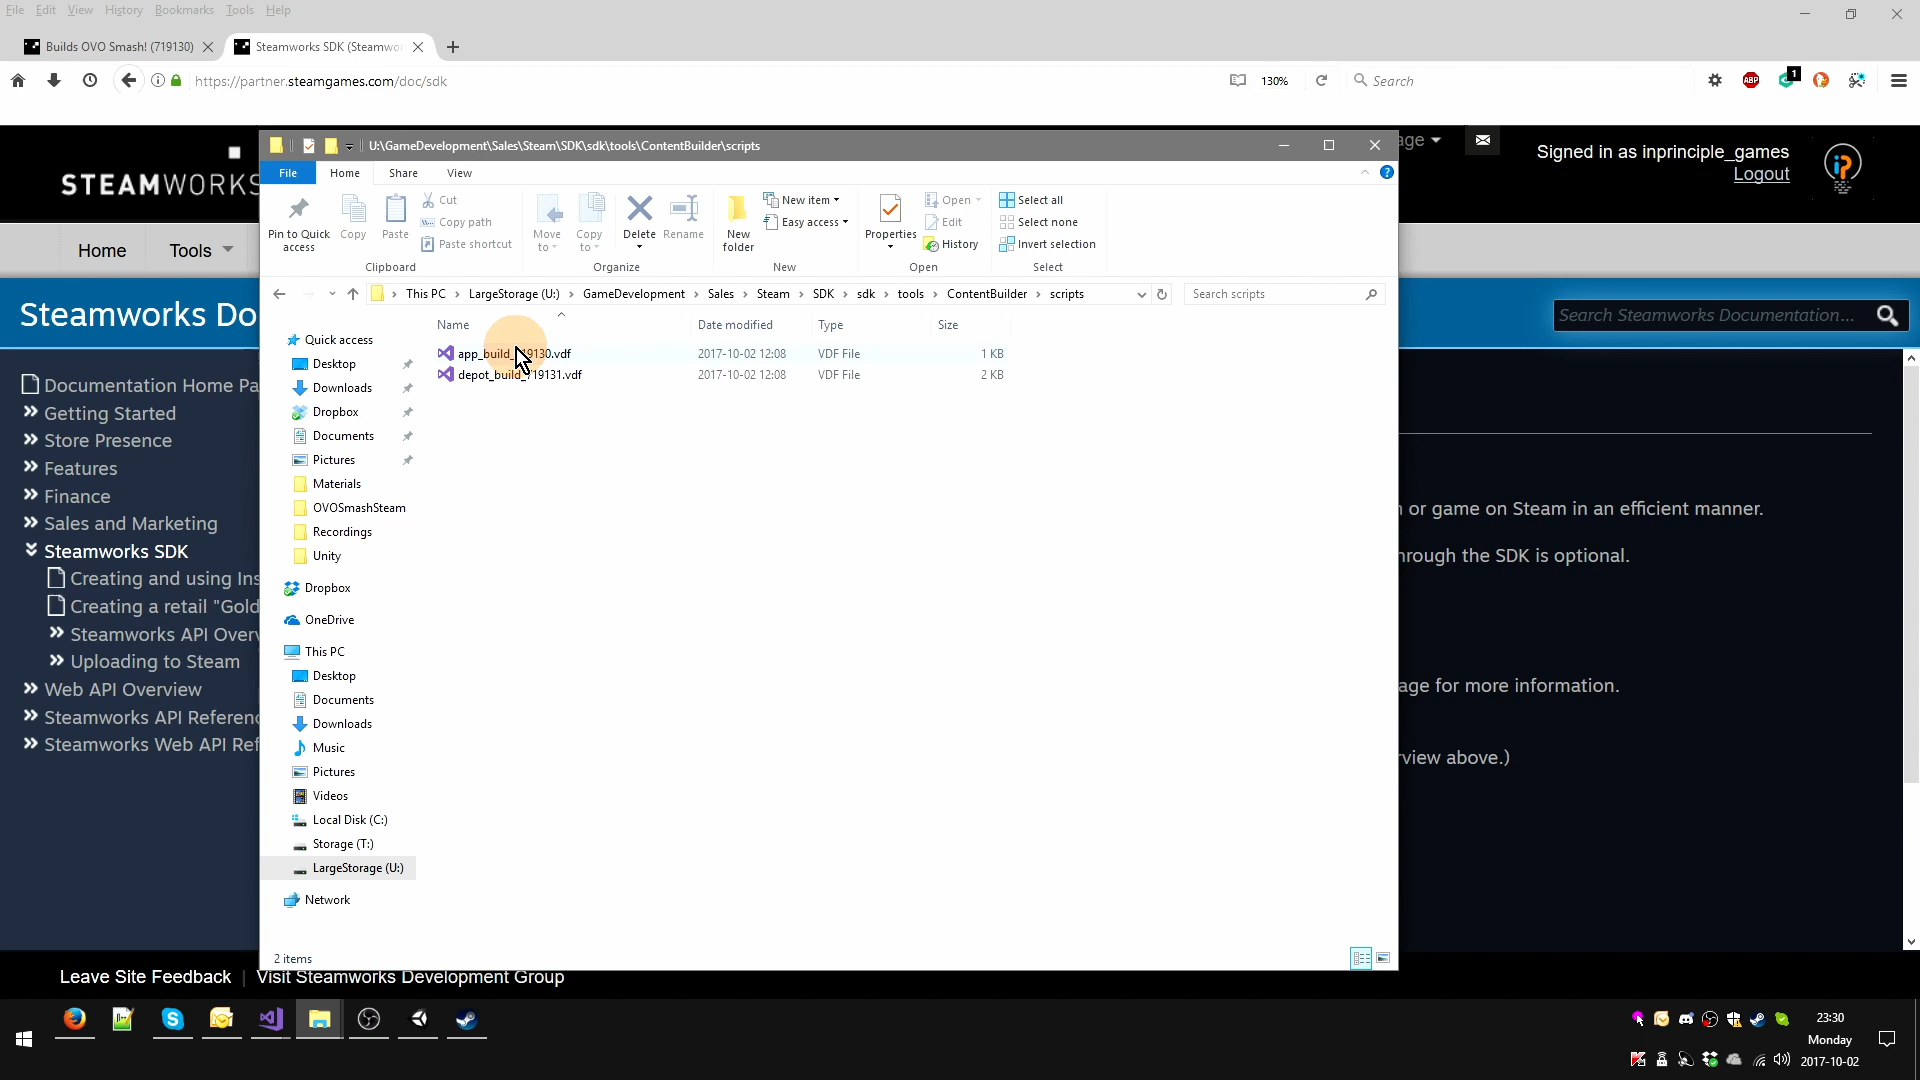 File Edit View History Bookmarks Tools Help
Builds OVO Smash! (719130)
Steamworks SDK (Steamwo
https://partner.steamgames.com/doc/sdk
130%
Search
ABP
1
STEAMWORKS
age
Signed in as inprinciple_games
Logout
Home
Tools
U:\GameDevelopment\Sales\Steam\SDK\sdk\tools\ContentBuilder\scripts
File Home Share View
Pin to Quick access
Copy
Paste
Cut
Copy path
Paste shortcut
Clipboard
Move to
Copy to
Delete
Rename
Organize
New folder
New item
Easy access
New
Properties
Open
Edit
History
Open
Select all
Select none
Invert selection
Select
This PC LargeStorage (U:) GameDevelopment Sales Steam SDK sdk tools ContentBuilder scripts
Search scripts
Name Date modified Type Size
app_build_19130.vdf 2017-10-02 12:08 VDF File 1 KB
depot_build_719131.vdf 2017-10-02 12:08 VDF File 2 KB
Quick access
Desktop
Downloads
Dropbox
Documents
Pictures
Materials
OVOSmashSteam
Recordings
Unity
Dropbox
OneDrive
This PC
Desktop
Documents
Downloads
Music
Pictures
Videos
Local Disk (C:)
Storage (T:)
LargeStorage (U:)
Network
2 items
Steamworks Do
Search Steamworks Documentation...
Documentation Home Pa
Getting Started
Store Presence
Features
Finance
Sales and Marketing
Steamworks SDK
Creating and using Ins
Creating a retail "Gold
Steamworks API Over
Uploading to Steam
Web API Overview
Steamworks API Referenc
Steamworks Web API Ref
or game on Steam in an efficient manner.
hrough the SDK is optional.
age for more information.
rview above.)
Leave Site Feedback | Visit Steamworks Development Group
23:30
Monday
2017-10-02